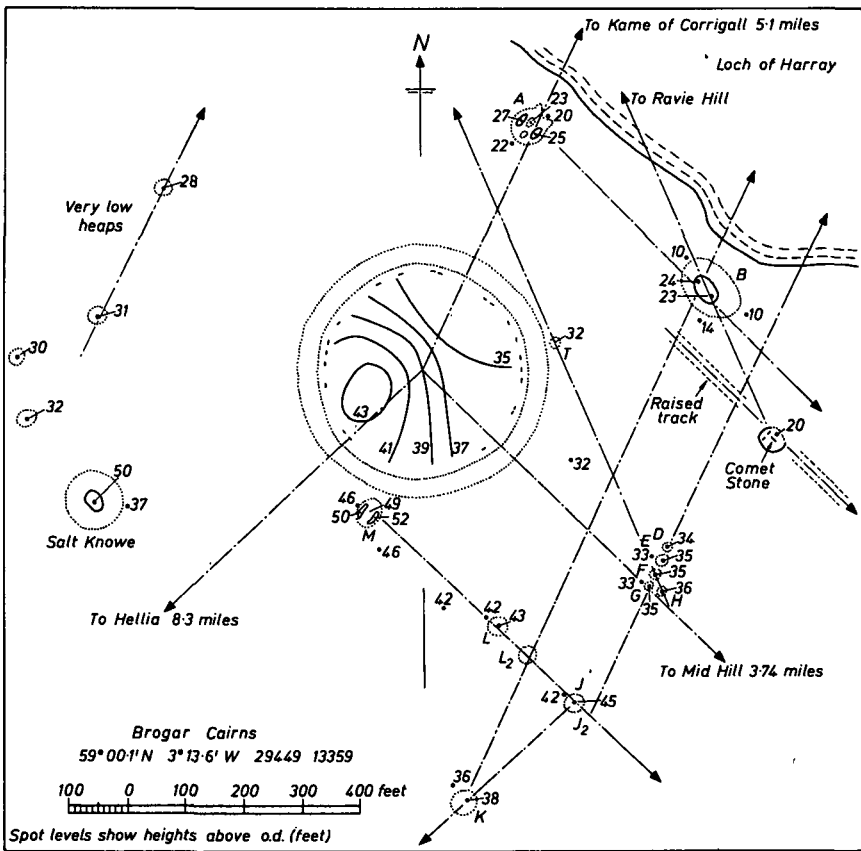 To Kame of Corrigall 5·1 miles
N
Loch of Harray
A
23
27
20
To Ravie Hill
25
22
28
Very low
heaps
10
B
24
23
10
31
14
32
30
T
35
Raised
track
43
32
20
41
39
37
Comet
Stone
32
50
46
49
37
50
52
M
Salt Knowe
46
D
E
34
33
35
F
35
33
36
G
35
H
42
42
43
To Hellia 8·3 miles
L
L2
To Mid Hill 3·74 miles
J
42
45
J2
Brogar Cairns
59° 00·1' N 3° 13·6' W 29449 13359
36
38
K
100 0 100 200 300 400 feet
Spot levels show heights above o.d. (feet)